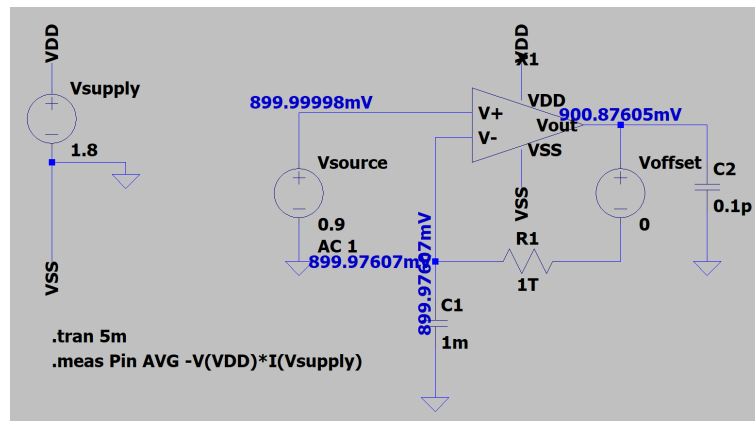 VDD
Vsupply
1.8
VSS
.tran 5m
.meas Pin AVG -V(VDD)*I(Vsupply)
899.99998mV
Vsource
0.9
AC 1
VDD
X1
V+
V-
VDD
Vout
VSS
VSS
900.87605mV
Voffset
0
C2
0.1p
R1
1T
899.97607mV
899.97607mV
C1
1m